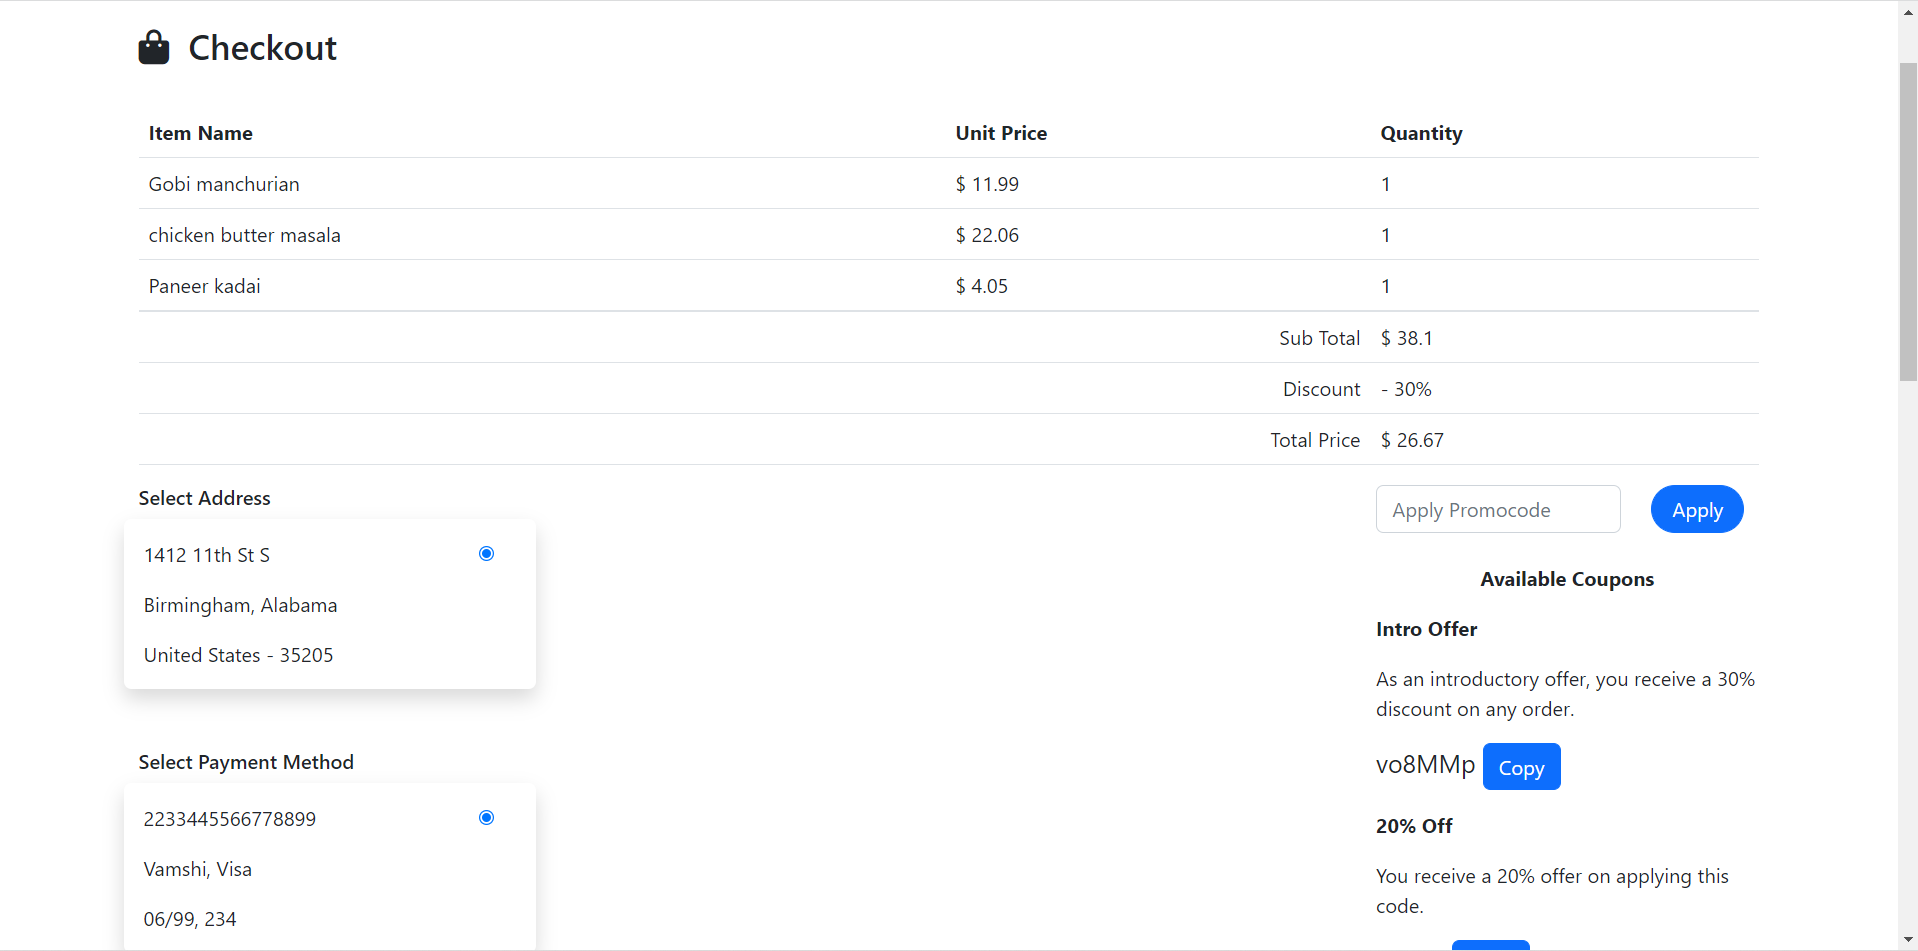 Checkout
Item Name Unit Price Quantity
Gobi manchurian $ 11.99 1
chicken butter masala $ 22.06 1
Paneer kadai $ 4.05 1
Sub Total $ 38.1
Discount - 30%
Total Price $ 26.67
Select Address
1412 11th St S
Birmingham, Alabama
United States - 35205
Select Payment Method
2233445566778899
Vamshi, Visa
06/99, 234
Apply Promocode Apply
Available Coupons
Intro Offer
As an introductory offer, you receive a 30%
discount on any order.
vo8MMp Copy
20% Off
You receive a 20% offer on applying this
code.